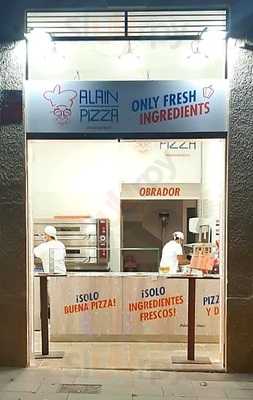 ALAIN
PIZZA
ONLY FRESH
INGREDIENTS
PIZZA
OBRADOR
¡SOLO
BUENA PIZZA!
¡SOLO
INGREDIENTES
FRESCOS!
PIZZ
Y D